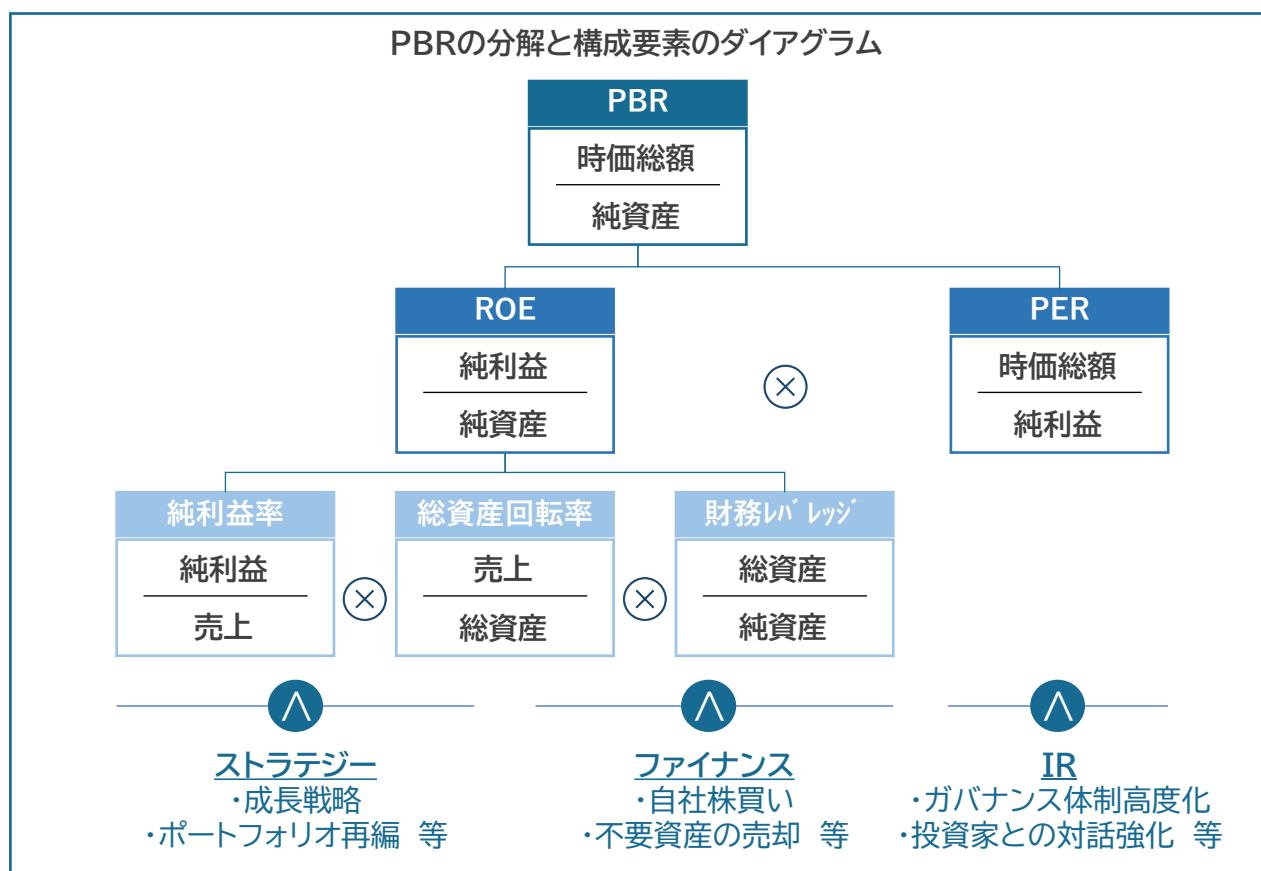 PBRの分解と構成要素のダイアグラム
PBR
時価総額
純資産
ROE
純利益
純資産
PER
時価総額
純利益
純利益率
純利益
売上
総資産回転率
売上
総資産
財務ﾚﾊﾞﾚｯｼﾞ
総資産
純資産
ストラテジー
・成長戦略
・ポートフォリオ再編 等
ファイナンス
・自社株買い
・不要資産の売却 等
IR
・ガバナンス体制高度化
・投資家との対話強化 等